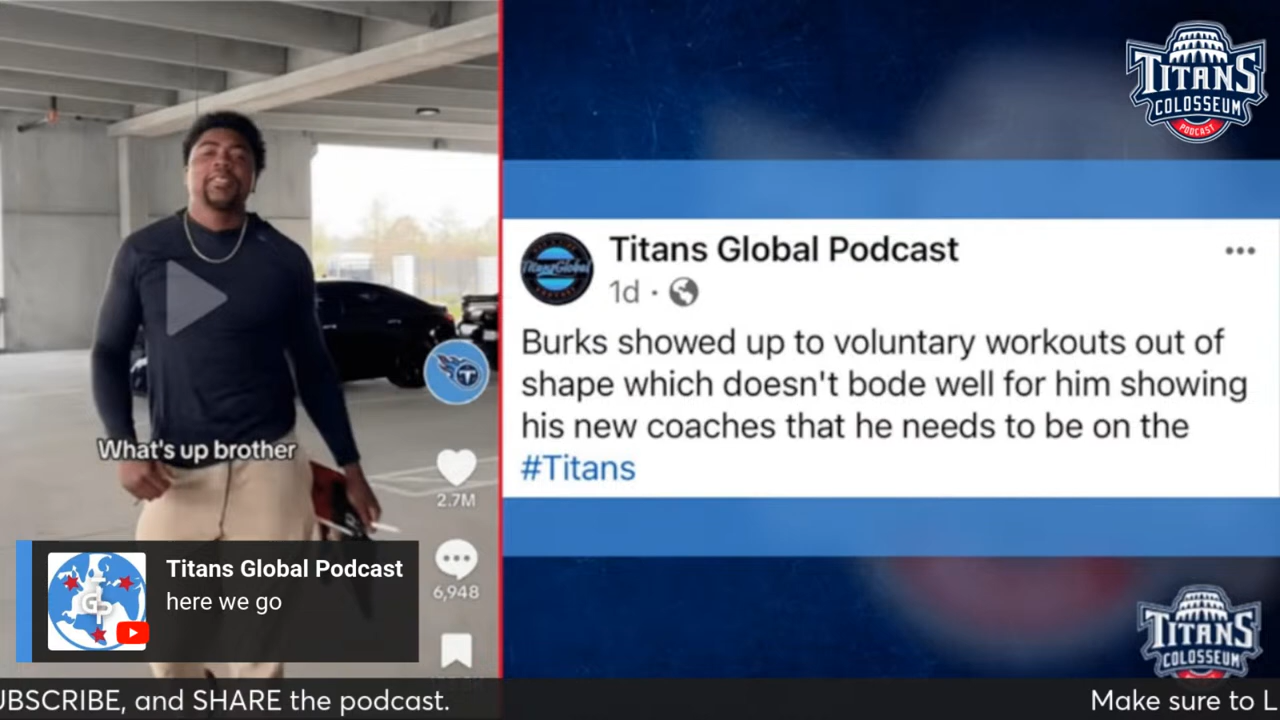 TITANS
COLOSSEUM
PODCAST
Titans Global Podcast
1d ·
Burks showed up to voluntary workouts out of
shape which doesn't bode well for him showing
his new coaches that he needs to be on the
#Titans
What's up brother
2.7M
6,948
Titans Global Podcast
here we go
TITANS
COLOSSEUM
UBSCRIBE, and SHARE the podcast.
Make sure to L